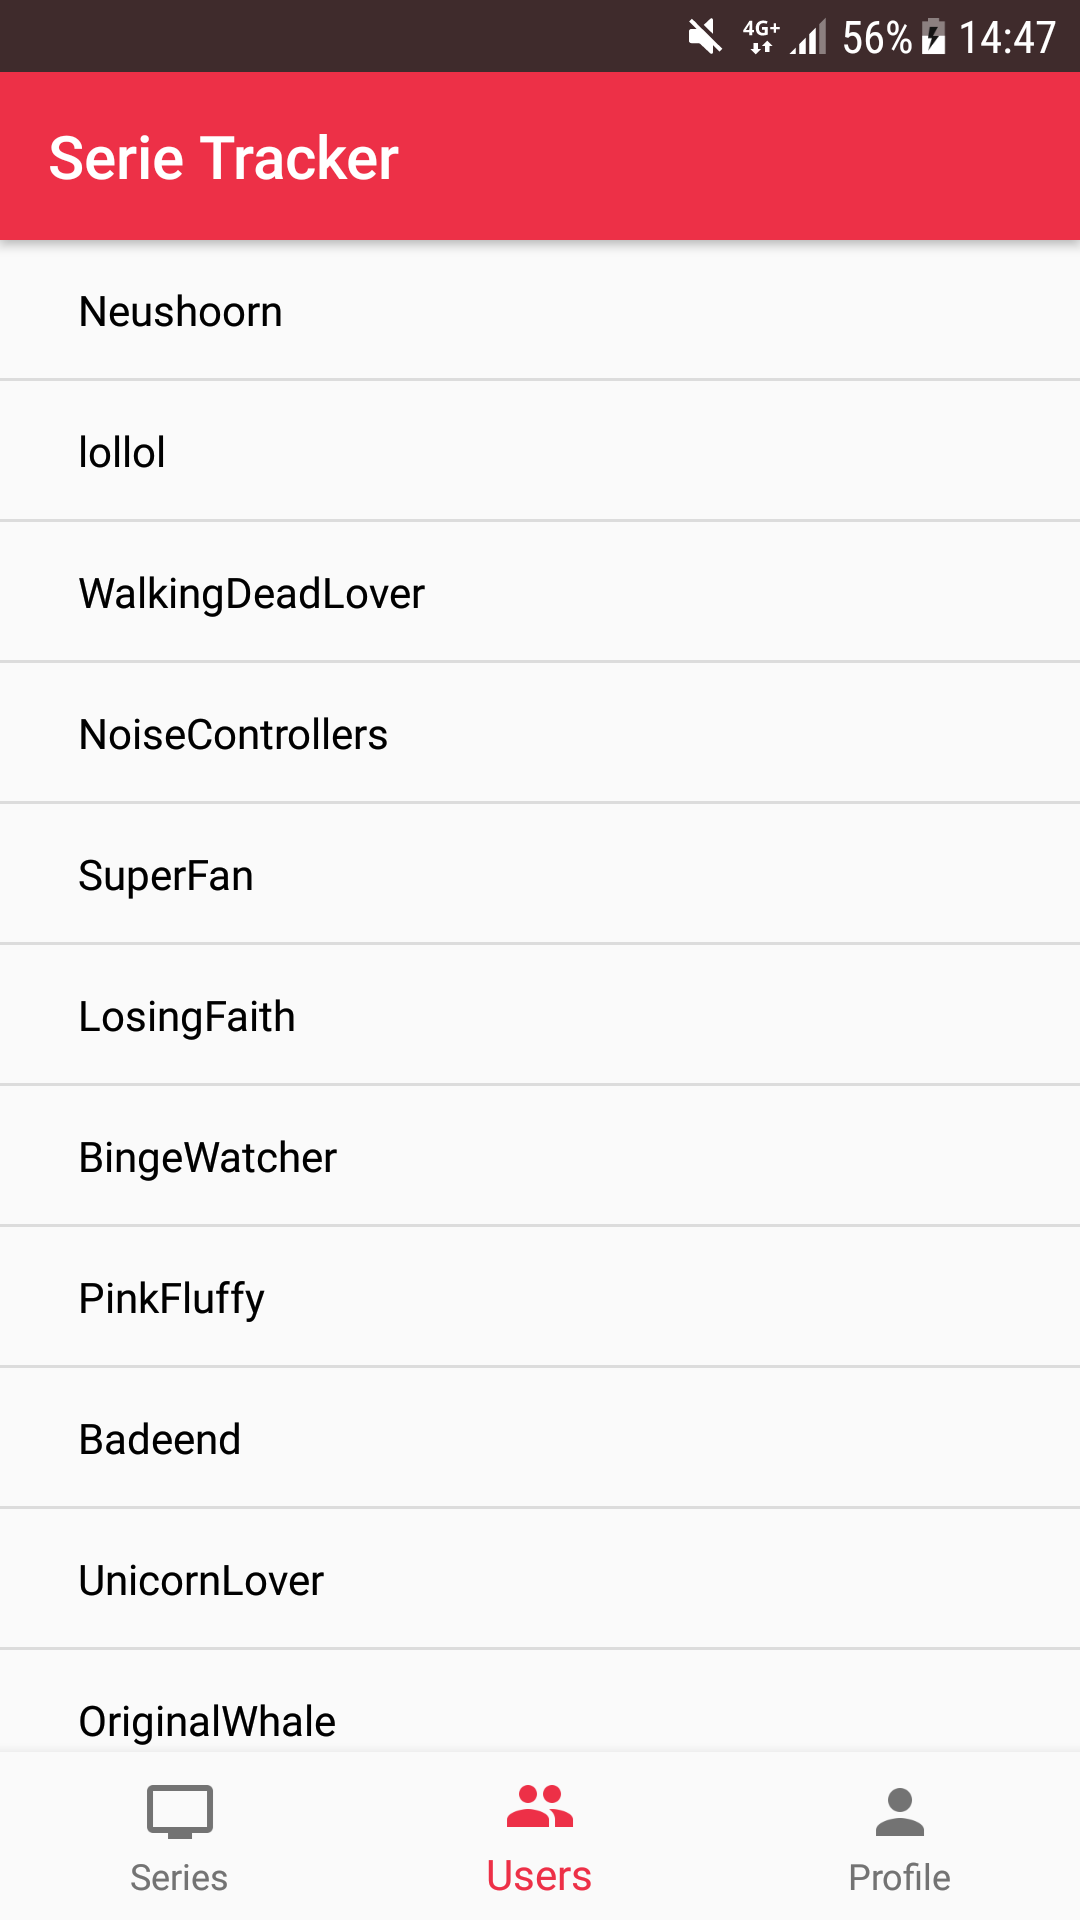 4G+ 56% 14:47
Serie Tracker
Neushoorn
lollol
WalkingDeadLover
NoiseControllers
SuperFan
LosingFaith
BingeWatcher
PinkFluffy
Badeend
UnicornLover
OriginalWhale
Series Users Profile